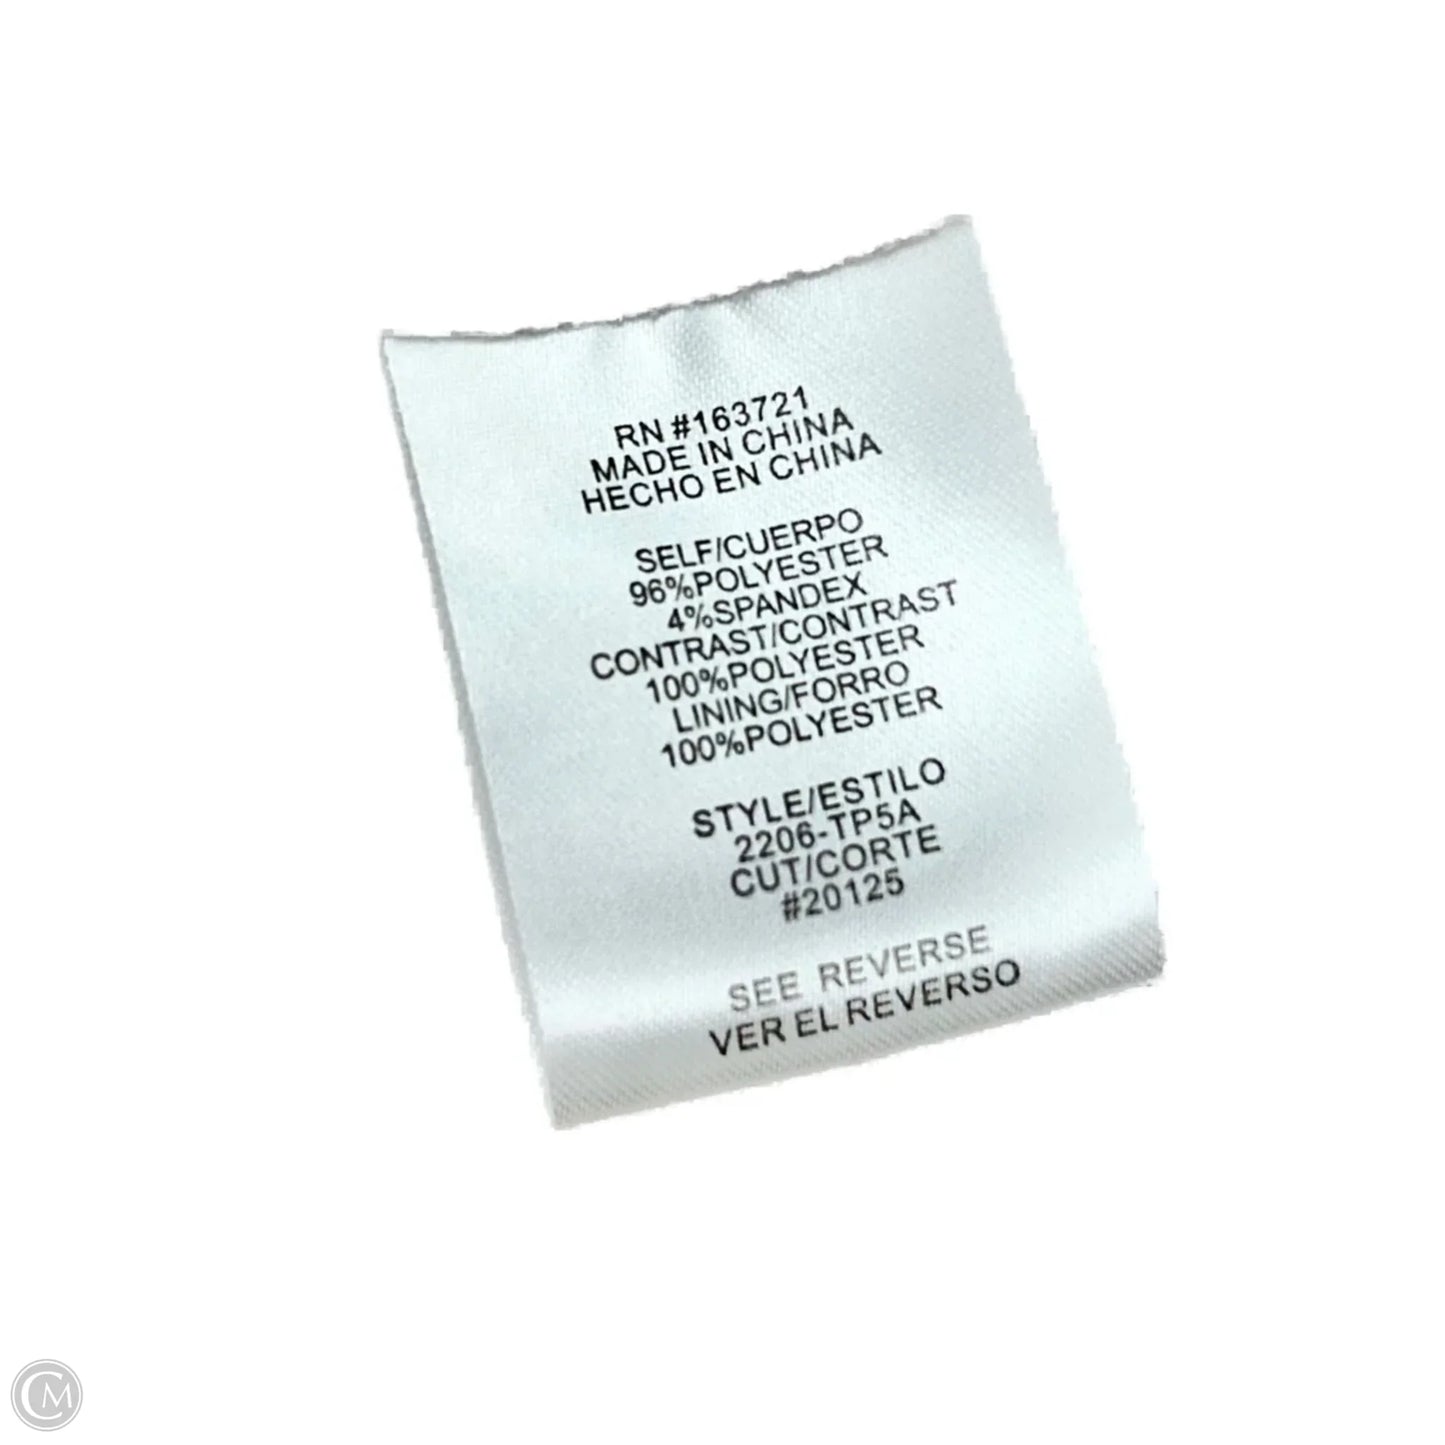 RN #163721
MADE IN CHINA
HECHO EN CHINA
SELF/CUERPO
96%POLYESTER
4%SPANDEX
CONTRAST/CONTRAST
100%POLYESTER
LINING/FORRO
100%POLYESTER
STYLE/ESTILO
2206-TP5A
CUT/CORTE
#20125
SEE REVERSE
VER EL REVERSO
CM